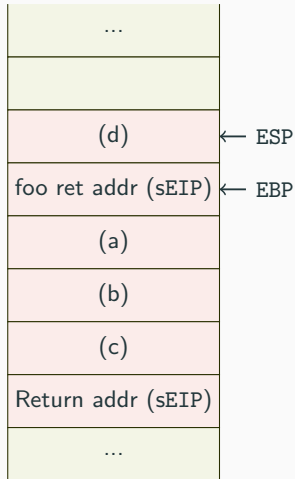 ...
(d)
← ESP
foo ret addr (sEIP)
← EBP
(a)
(b)
(c)
Return addr (sEIP)
...